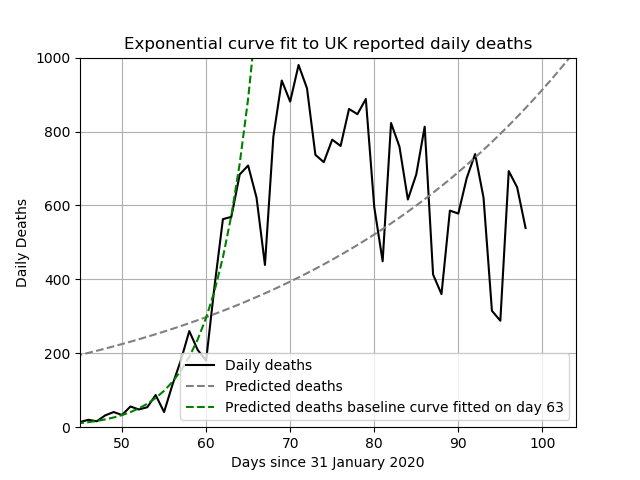 Exponential curve fit to UK reported daily deaths
1000
800
600
400
200
0
Daily Deaths
Daily deaths
Predicted deaths
Predicted deaths baseline curve fitted on day 63
50 60 70 80 90 100
Days since 31 January 2020